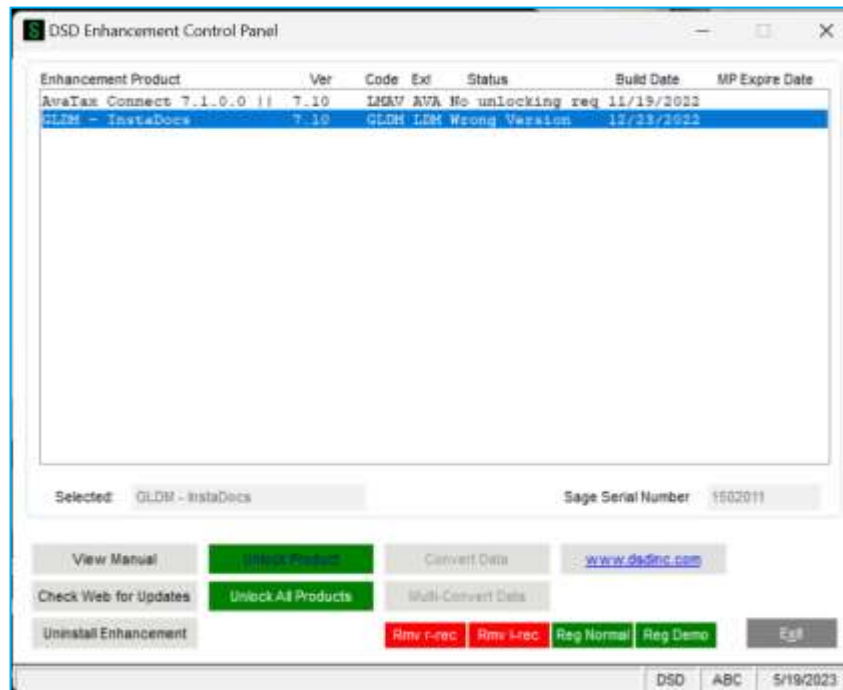 DSD Enhancement Control Panel
Enhancement Product Ver Code Ext Status Build Date MP Expire Date
AvaTax Connect 7.1.0.0 || 7.10 LMAV AVA No unlocking req 11/19/2022
GLDM - InstaDocs 7.10 GLDM LDM Wrong Version 12/23/2022
Selected: GLDM - InstaDocs Sage Serial Number 1502011
View Manual Unlock Product Convert Data www.dsdinc.com
Check Web for Updates Unlock All Products Multi-Convert Data
Uninstall Enhancement Rmv r-rec Rmv l-rec Reg Normal Reg Demo Exit
DSD ABC 5/19/2023